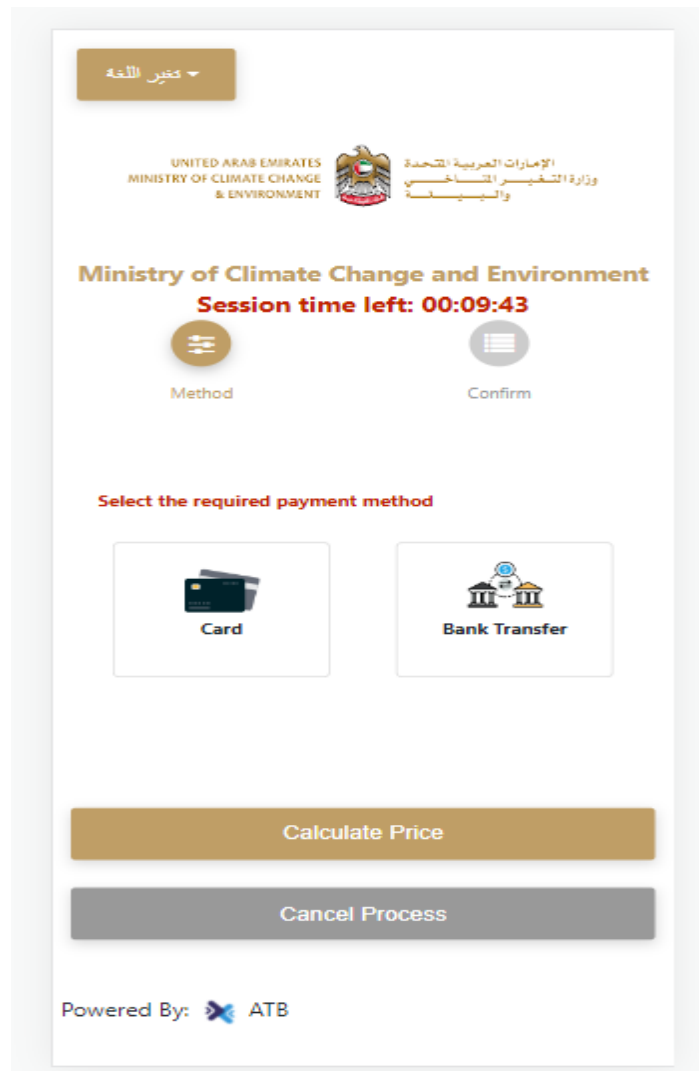 تغير اللغة
UNITED ARAB EMIRATES
MINISTRY OF CLIMATE CHANGE
& ENVIRONMENT
الإمارات العربية المتحدة
وزارة التغير المناخي
والبيئة
Ministry of Climate Change and Environment
Session time left: 00:09:43
Method
Confirm
Select the required payment method
Card
Bank Transfer
Calculate Price
Cancel Process
Powered By: ATB